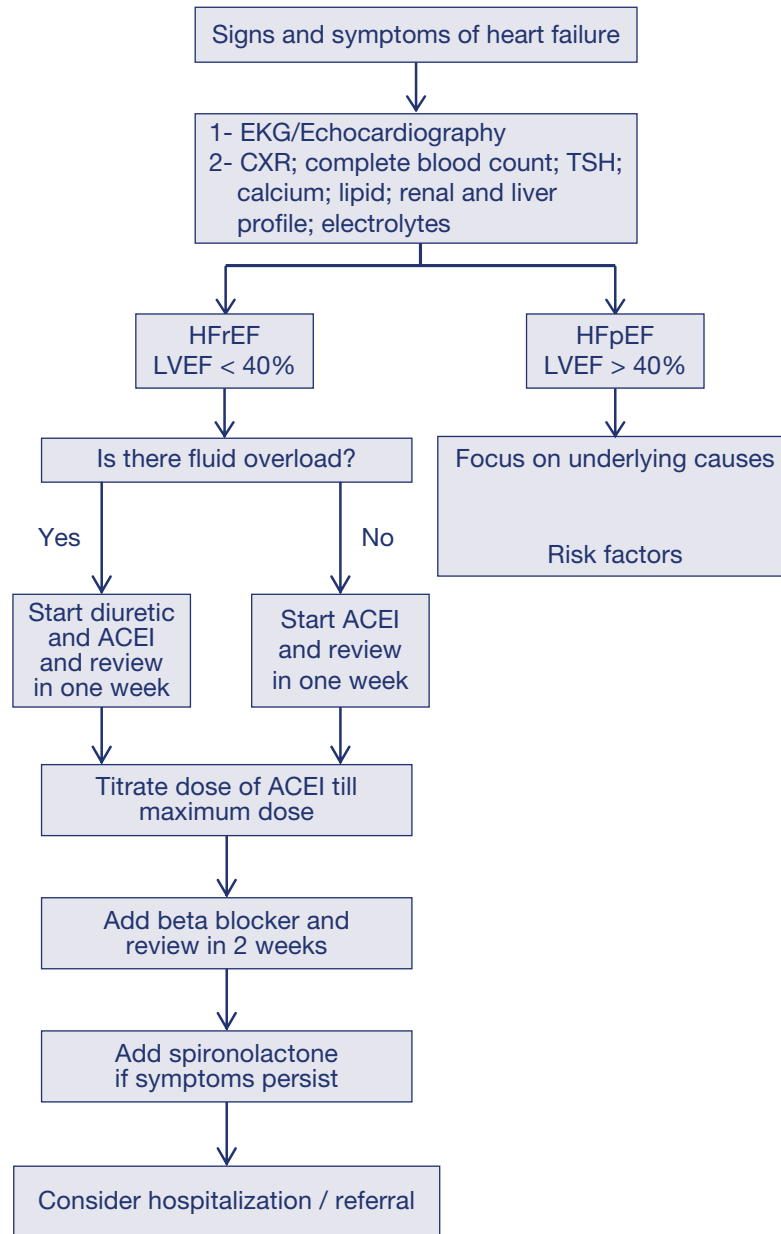 Signs and symptoms of heart failure
1- EKG/Echocardiography
2- CXR; complete blood count; TSH;
calcium; lipid; renal and liver
profile; electrolytes
HFrEF
LVEF < 40%
HFpEF
LVEF > 40%
Is there fluid overload?
Focus on underlying causes
Risk factors
Yes
No
Start diuretic
and ACEI
and review
in one week
Start ACEI
and review
in one week
Titrate dose of ACEI till
maximum dose
Add beta blocker and
review in 2 weeks
Add spironolactone
if symptoms persist
Consider hospitalization / referral